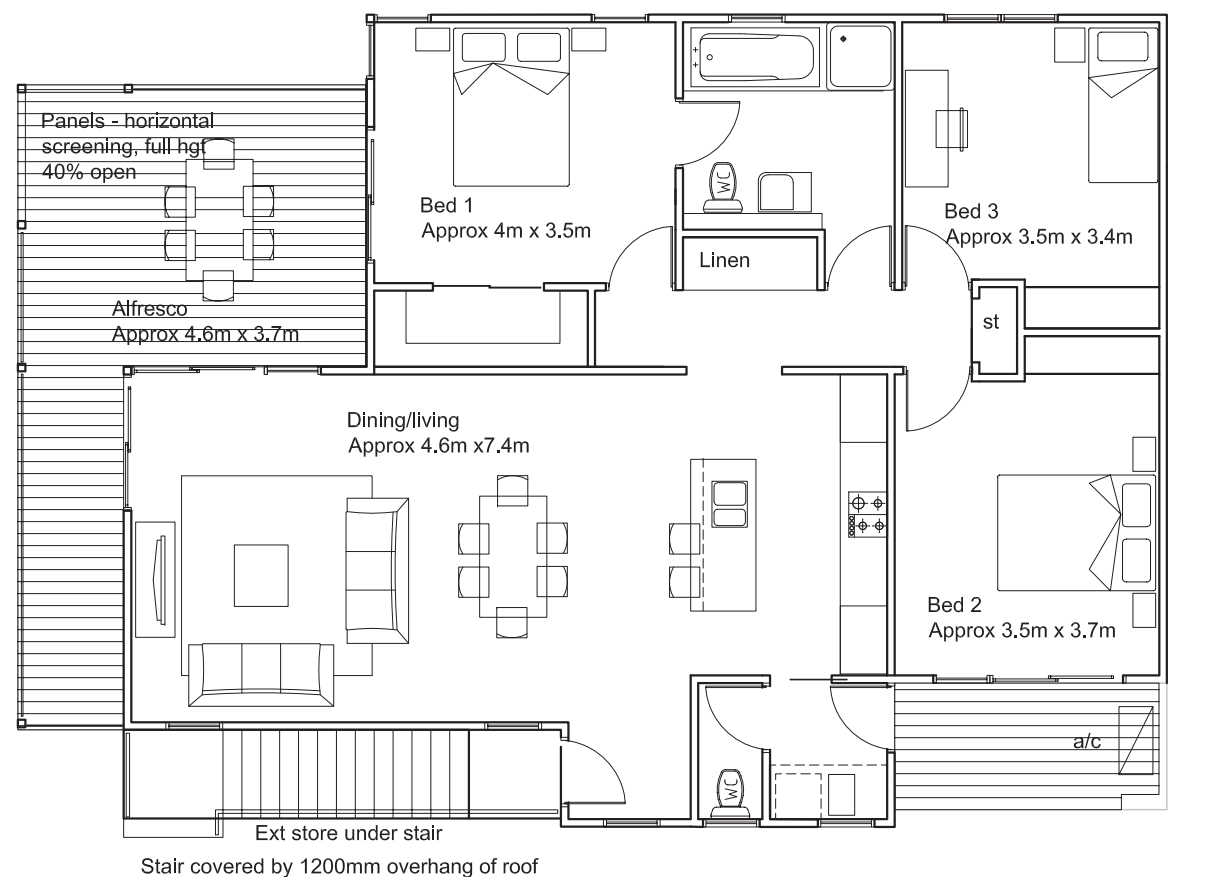 Panels - horizontal
screening, full hgt
40% open
Bed 1
Approx 4m x 3.5m
WC
Linen
Bed 3
Approx 3.5m x 3.4m
Alfresco
Approx 4.6m x 3.7m
st
Dining/living
Approx 4.6m x7.4m
Bed 2
Approx 3.5m x 3.7m
a/c
WC
Ext store under stair
Stair covered by 1200mm overhang of roof